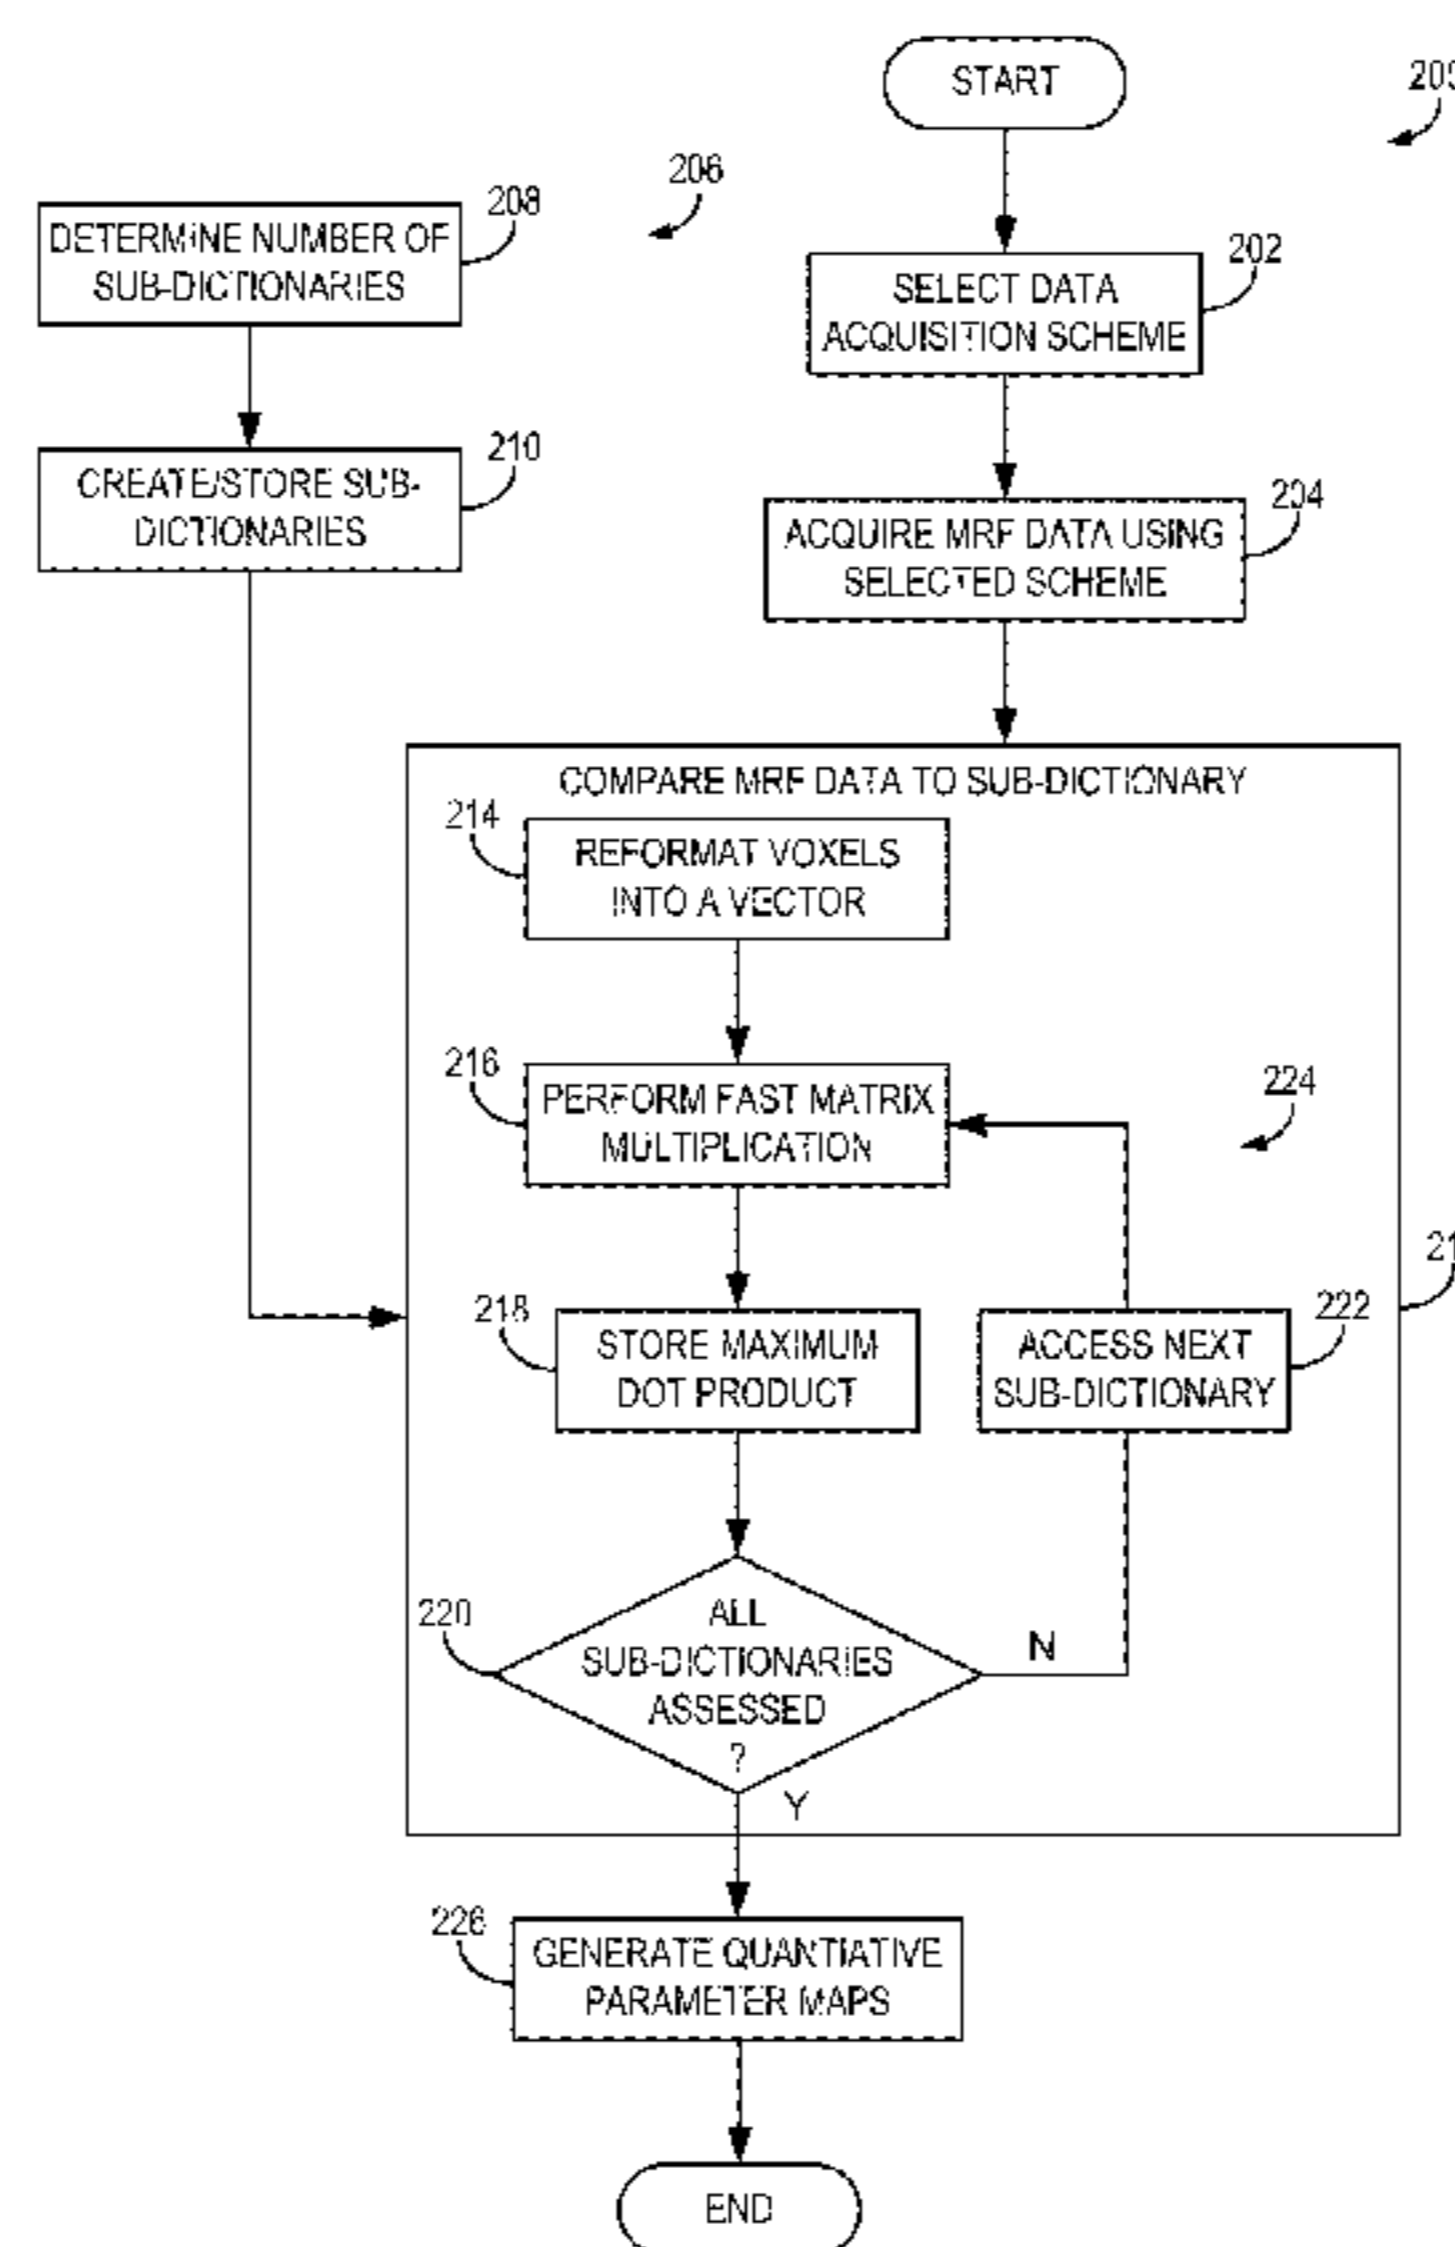 START
206
208
DETERMINE NUMBER OF
SUB-DICTIONARIES
202
SELECT DATA
ACQUISITION SCHEME
210
CREATE/STORE SUB-
DICTIONARIES
204
ACQUIRE MRF DATA USING
SELECTED SCHEME
COMPARE MRF DATA TO SUB-DICTIONARY
214
REFORMAT VOXELS
INTO A VECTOR
216
PERFORM FAST MATRIX
MULTIPLICATION
224
218
STORE MAXIMUM
DOT PRODUCT
222
ACCESS NEXT
SUB-DICTIONARY
220
ALL
SUB-DICTIONARIES
ASSESSED
?
N
Y
226
GENERATE QUANTIATIVE
PARAMETER MAPS
END